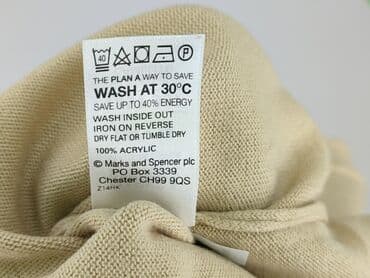 40 P
THE PLAN A WAY TO SAVE
WASH AT 30°C
SAVE UP TO 40% ENERGY
WASH INSIDE OUT
IRON ON REVERSE
DRY FLAT OR TUMBLE DRY
100% ACRYLIC
© Marks and Spencer plc
PO Box 3339
Chester CH99 9QS